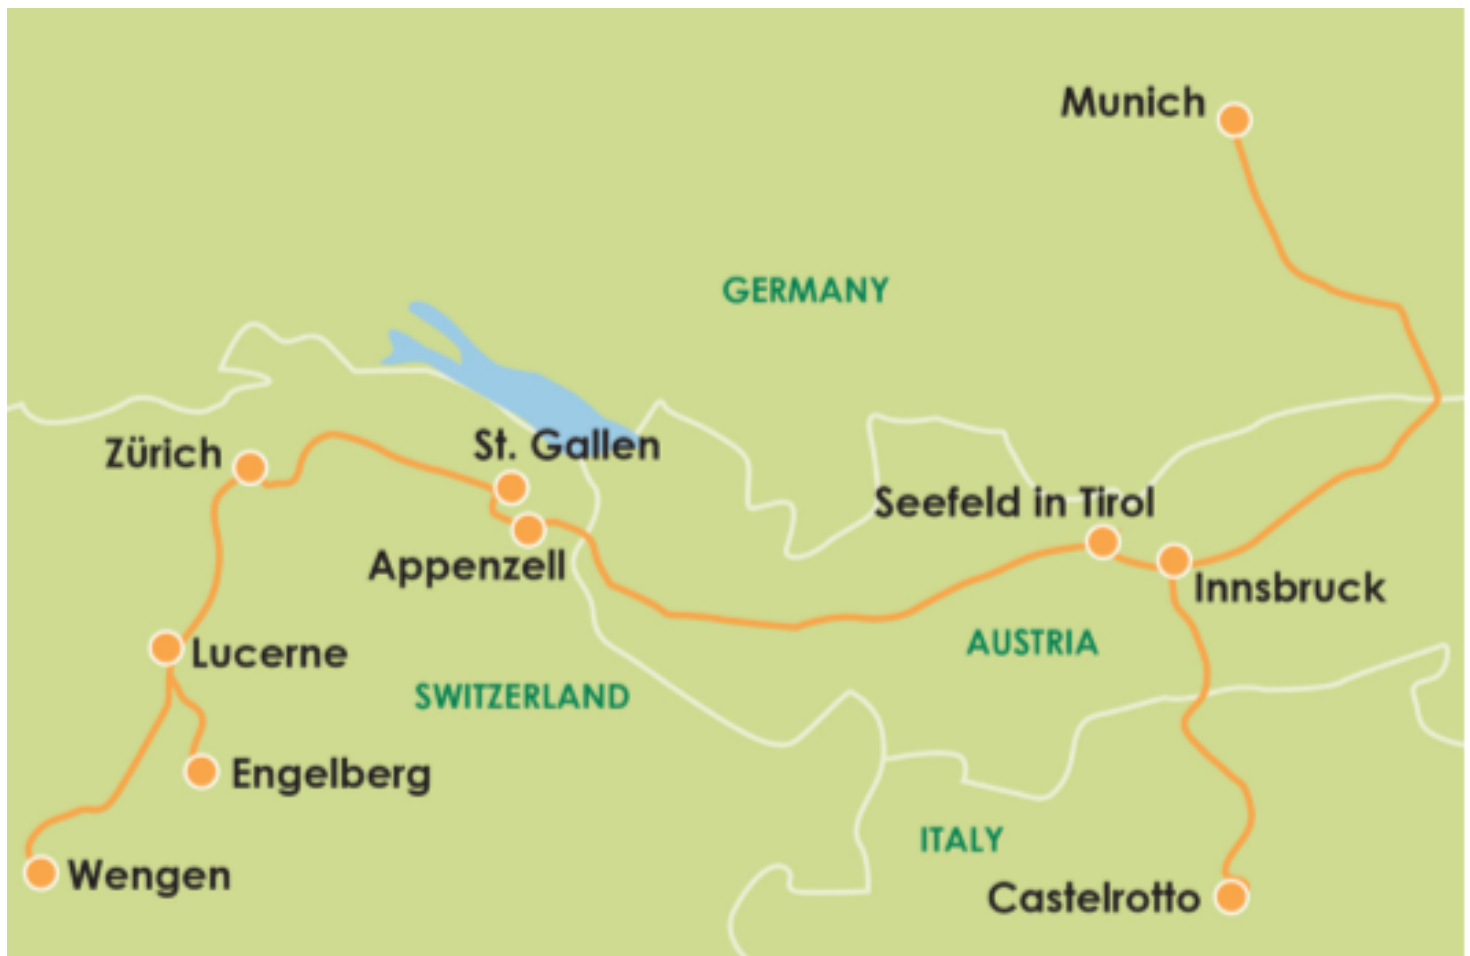 Munich
GERMANY
Zürich
St. Gallen
Seefeld in Tirol
Appenzell
Innsbruck
Lucerne
AUSTRIA
SWITZERLAND
Engelberg
ITALY
Wengen
Castelrotto